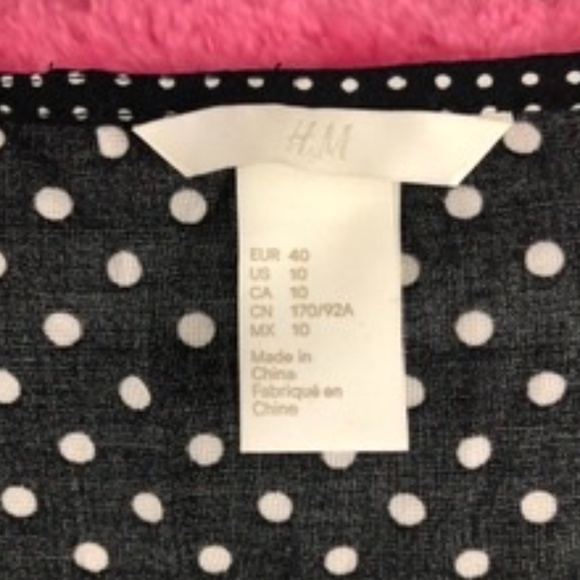 H&M
EUR 40
US 10
CA 10
CN 170/92A
MX 10
Made in
China
Fabriqué en
Chine